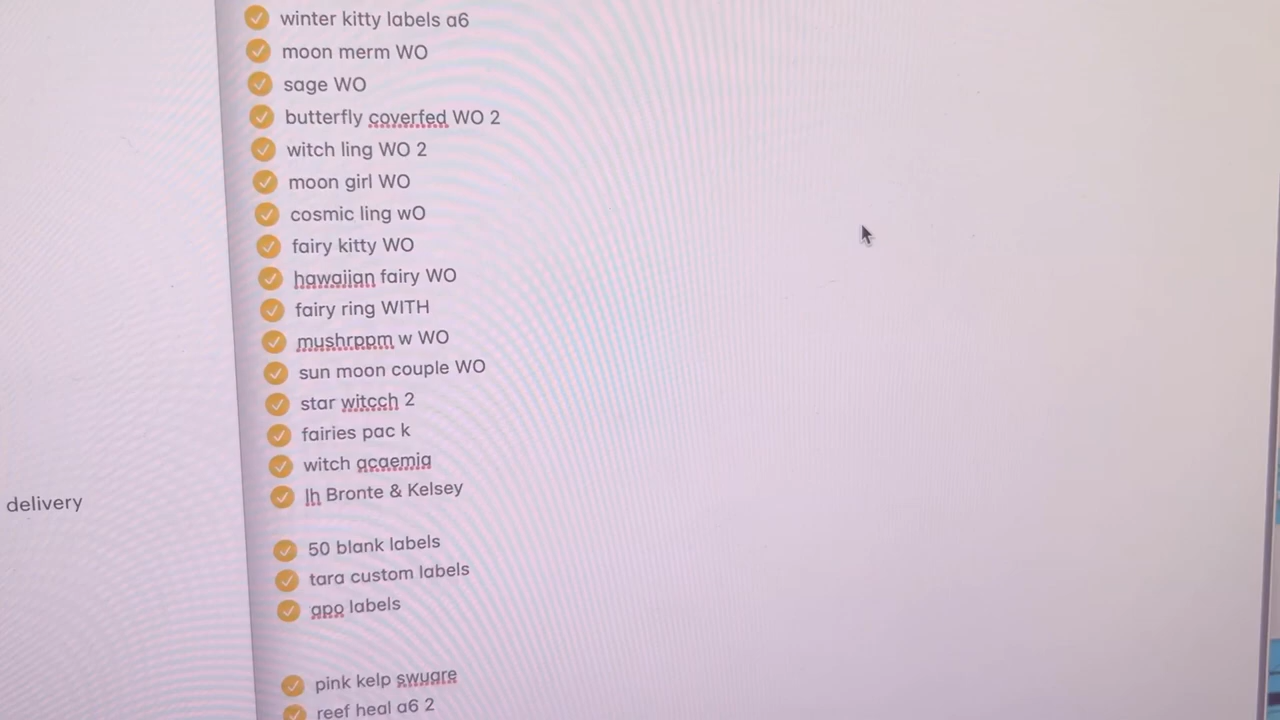 winter kitty labels a6
moon merm WO
sage WO
butterfly coverfed WO 2
witch ling WO 2
moon girl WO
cosmic ling wO
fairy kitty WO
hawaiian fairy WO
fairy ring WITH
mushrppm w WO
sun moon couple WO
star witcch 2
fairies pac k
witch acaemia
lh Bronte & Kelsey
delivery
50 blank labels
tara custom labels
apo labels
pink kelp swuare
reef heal a6 2